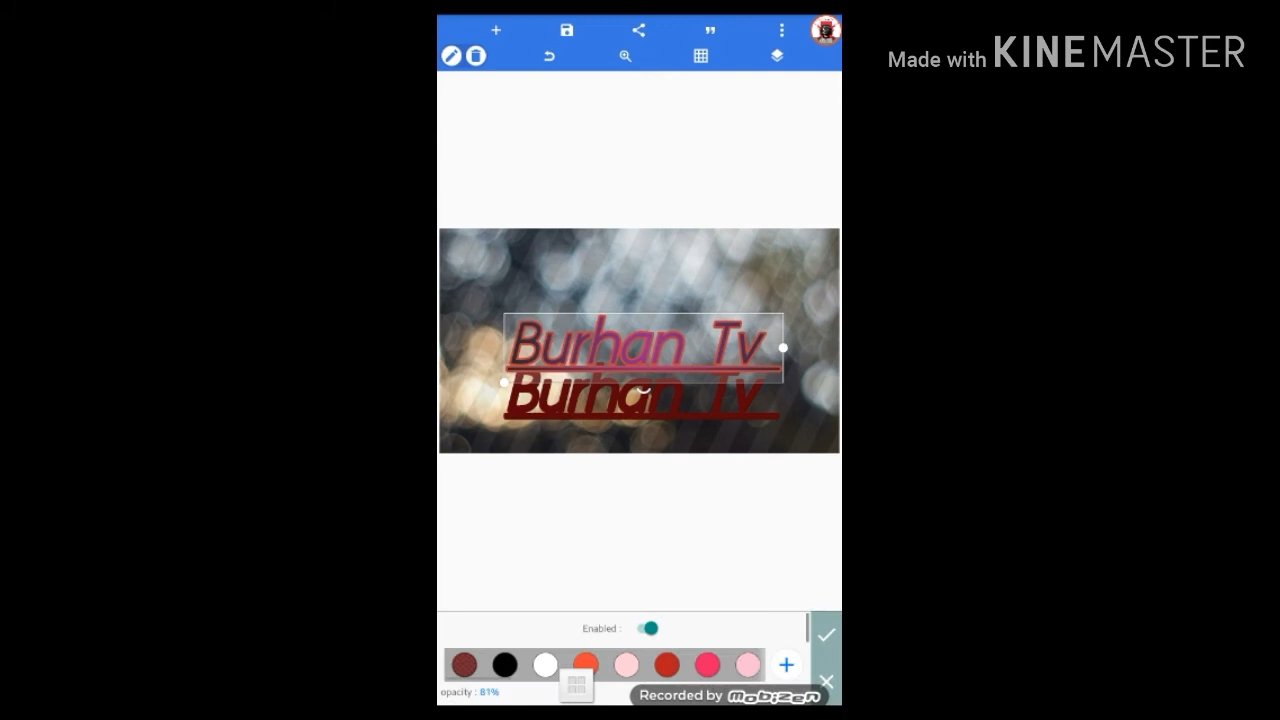 Made with KINEMASTER
Burhan Tv
Burhan Tv
Enabled :
opacity : 81%
Recorded by mobizen